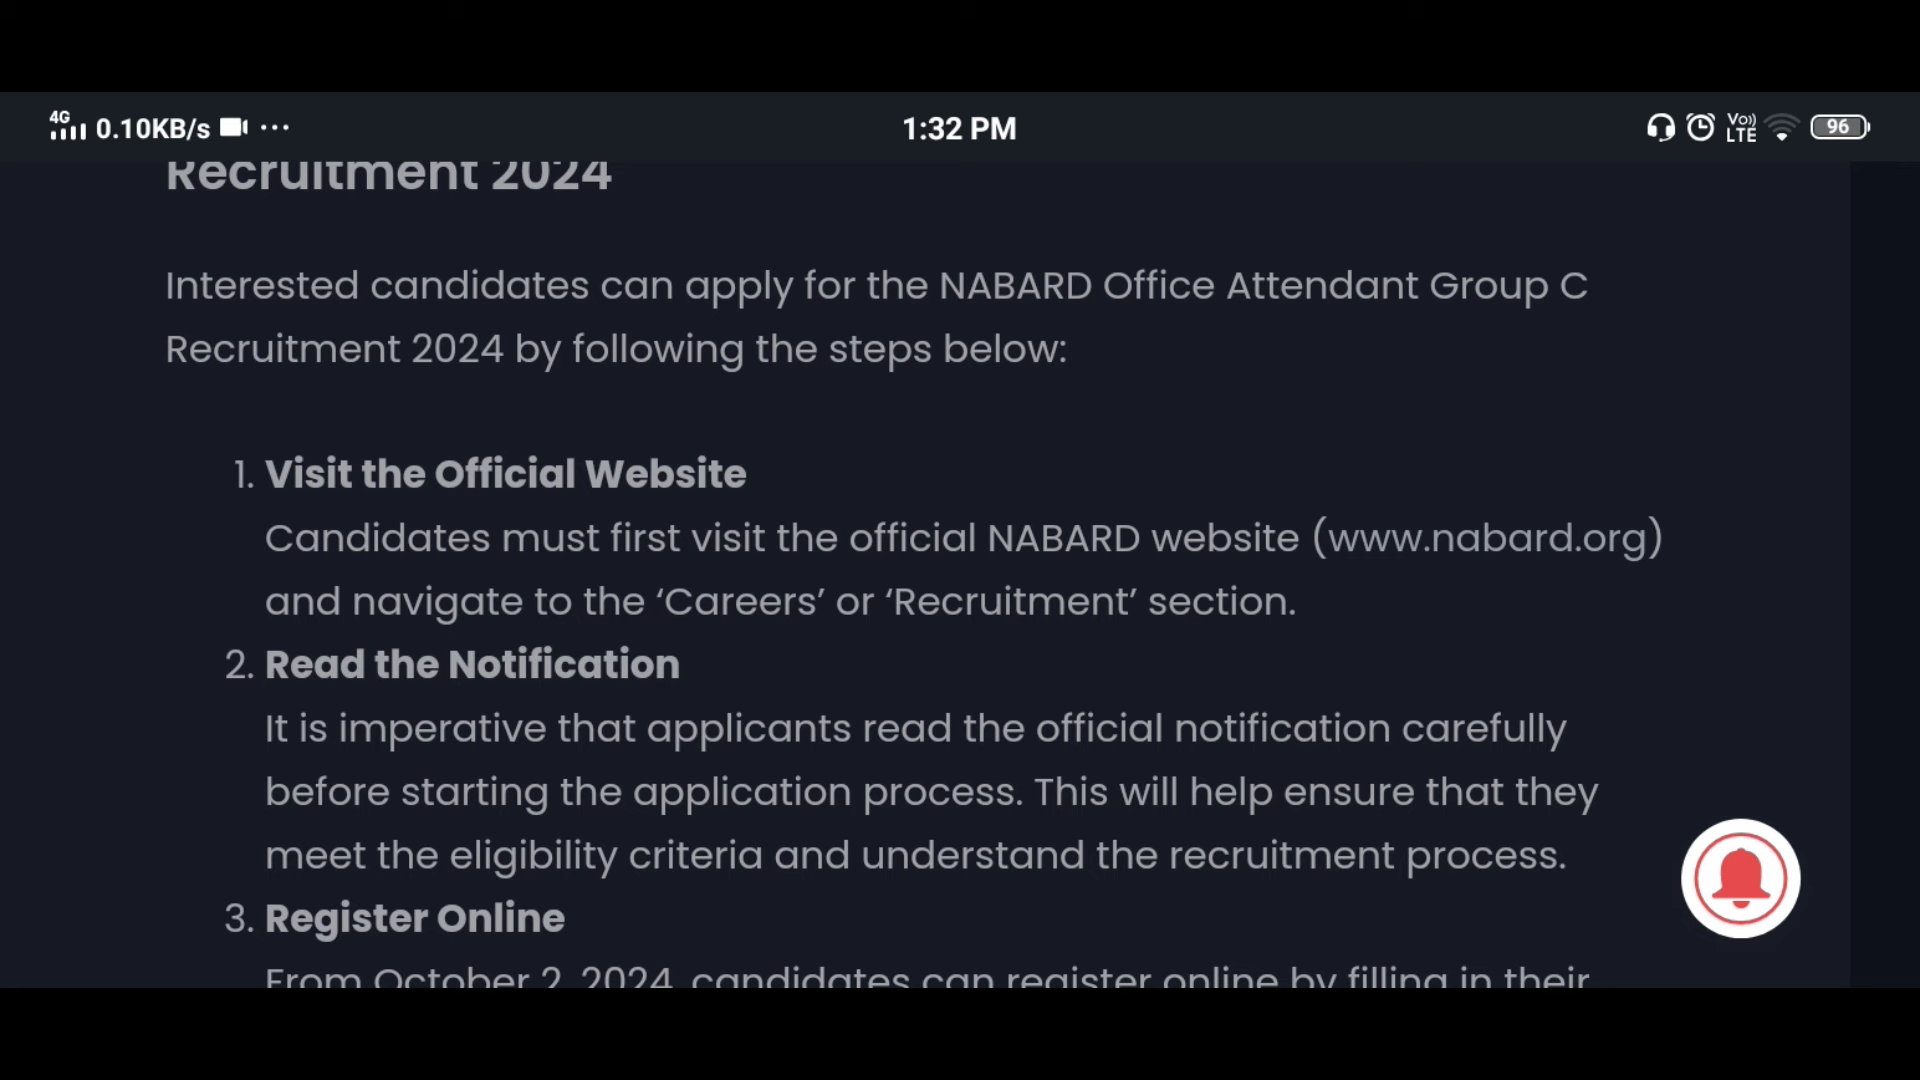 4G 0.10KB/s ... 1:32 PM Vo)) LTE 96
Recruitment 2024
Interested candidates can apply for the NABARD Office Attendant Group C
Recruitment 2024 by following the steps below:
1. Visit the Official Website
Candidates must first visit the official NABARD website (www.nabard.org)
and navigate to the ‘Careers’ or ‘Recruitment’ section.
2. Read the Notification
It is imperative that applicants read the official notification carefully
before starting the application process. This will help ensure that they
meet the eligibility criteria and understand the recruitment process.
3. Register Online
From October 2, 2024, candidates can register online by filling in their